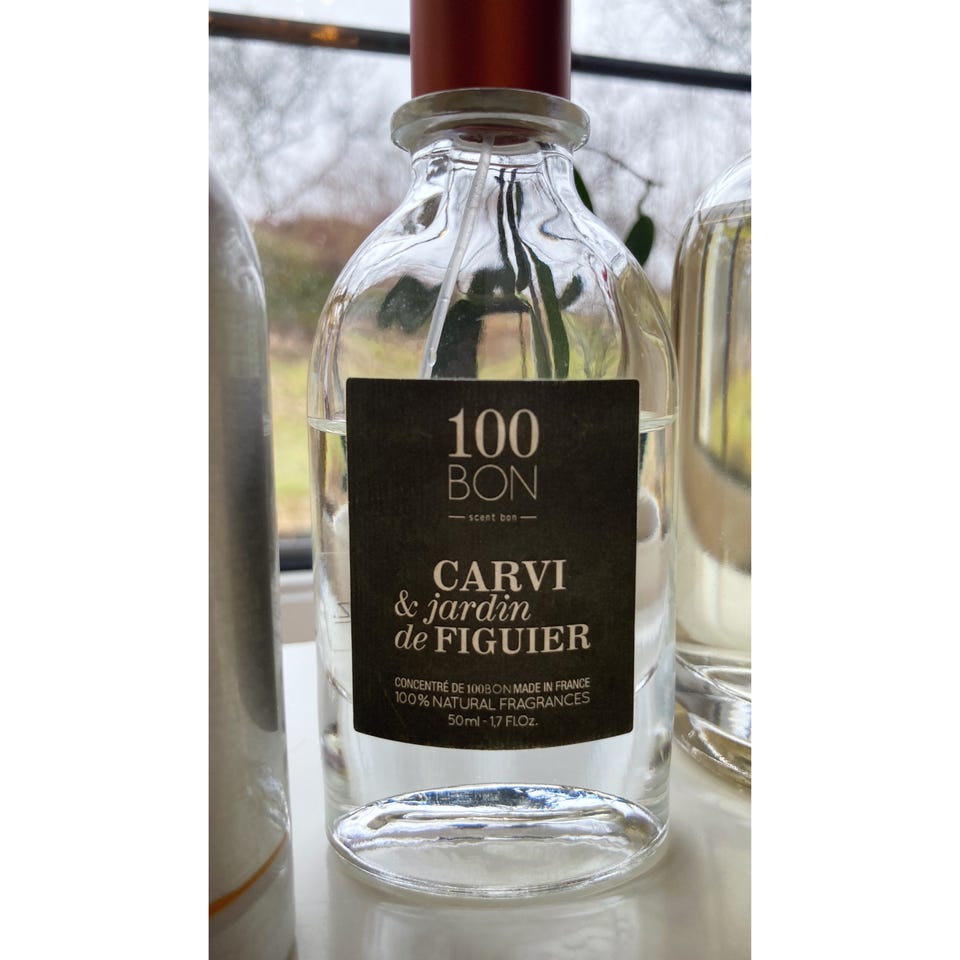 100
BON
scent bon
CARVI
& jardin
de FIGUIER
CONCENTRÉ DE 100BON MADE IN FRANCE
100% NATURAL FRAGRANCES
50ml - 1,7 Fl.Oz.